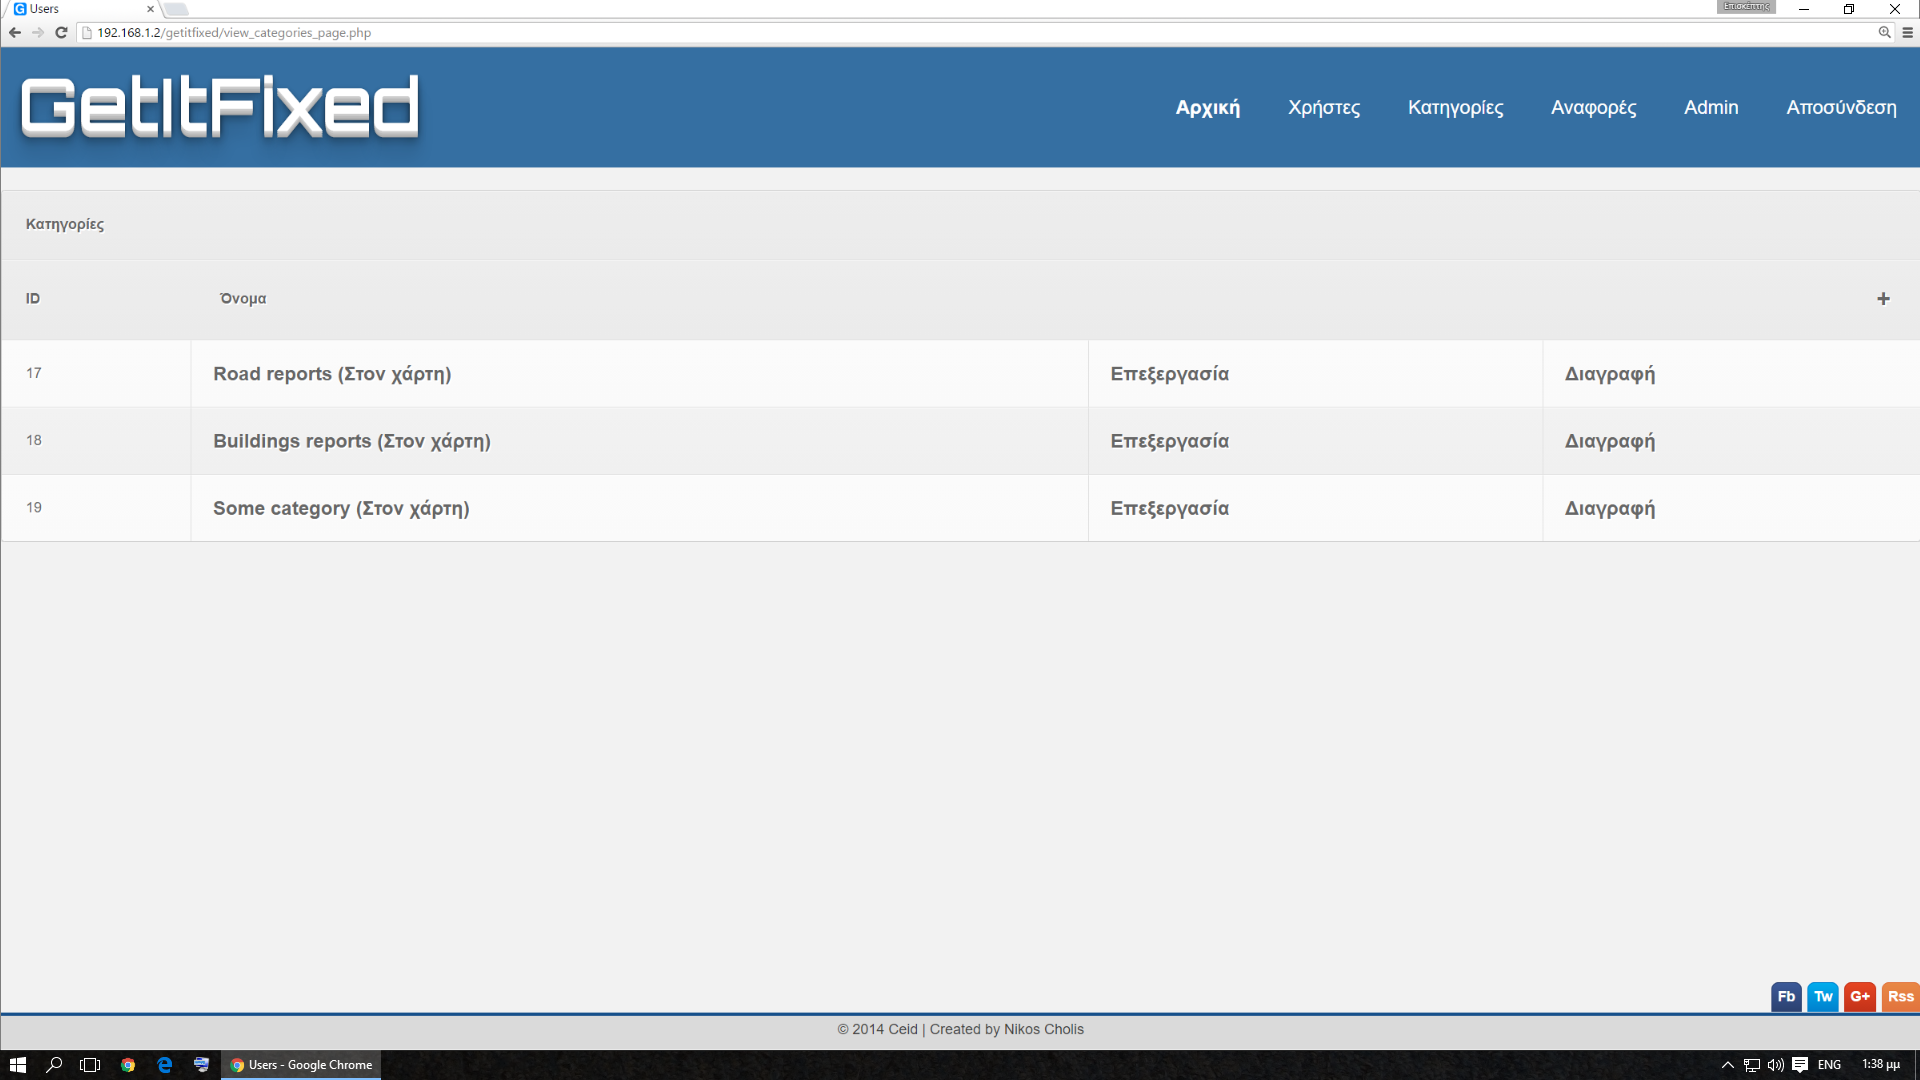 Users
Επισκέπτης
192.168.1.2/getitfixed/view_categories_page.php
GetItFixed
Αρχική Χρήστες Κατηγορίες Αναφορές Admin Αποσύνδεση
Κατηγορίες
ID Όνομα +
17 Road reports (Στον χάρτη) Επεξεργασία Διαγραφή
18 Buildings reports (Στον χάρτη) Επεξεργασία Διαγραφή
19 Some category (Στον χάρτη) Επεξεργασία Διαγραφή
Fb Tw G+ Rss
© 2014 Ceid | Created by Nikos Cholis
Users - Google Chrome ENG 1:38 μμ